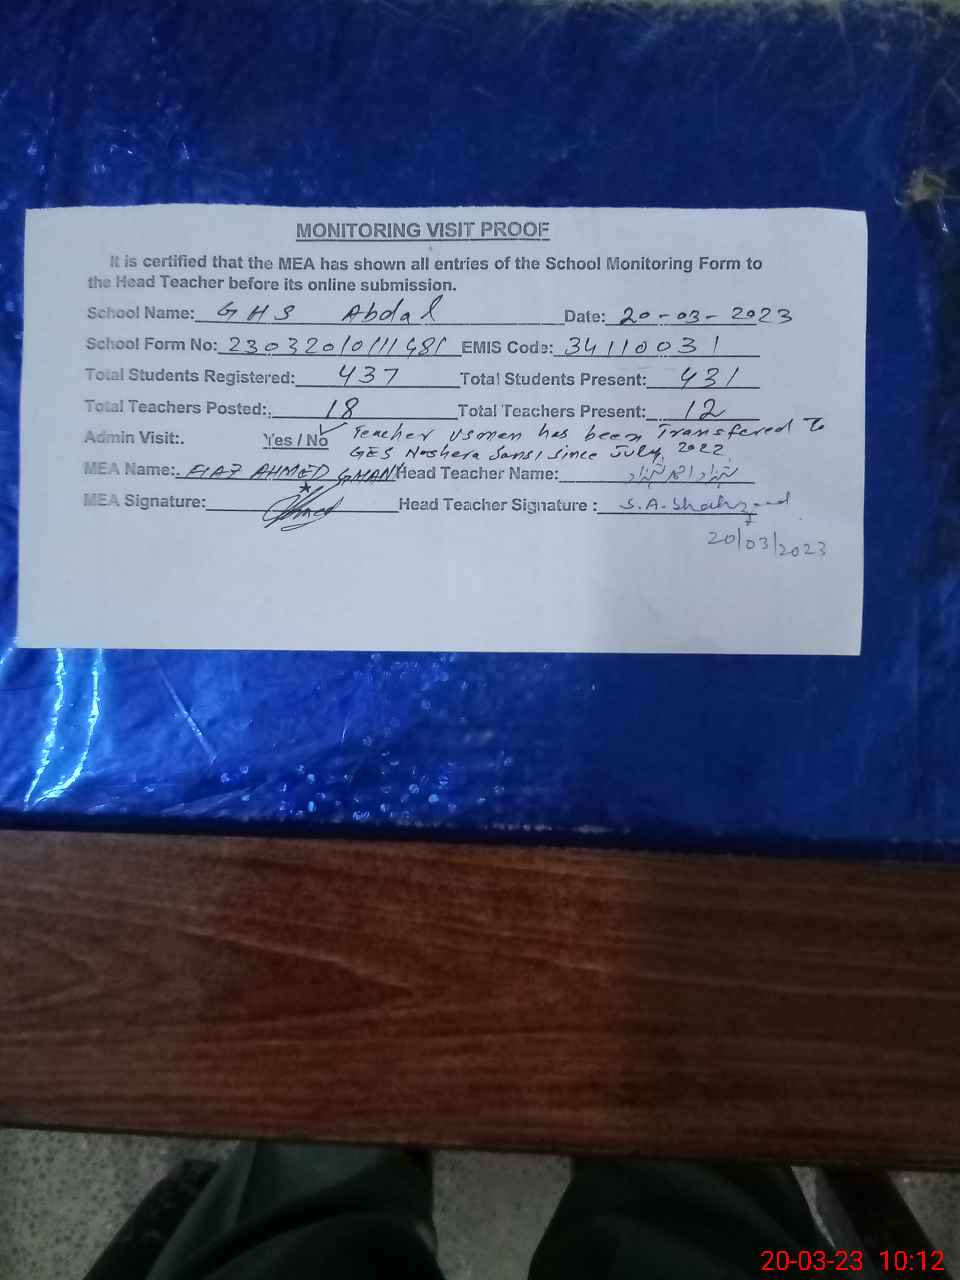 MONITORING VISIT PROOF
It is certified that the MEA has shown all entries of the School Monitoring Form to
the Head Teacher before its online submission.
School Name: GHS Abdal Date: 20-03-2023
School Form No: EMIS Code: 34110031
Total Students Registered: 437 Total Students Present: 431
Total Teachers Posted: 18 Total Teachers Present: 12
Admin Visit:. Yes / No Teacher Usman has been Transfered To
GES Noshera Sansi since July, 2022
MEA Name: AHMED Head Teacher Name:
MEA Signature: Head Teacher Signature : S.A. Shahzad
20/03/2023
20-03-23 10:12